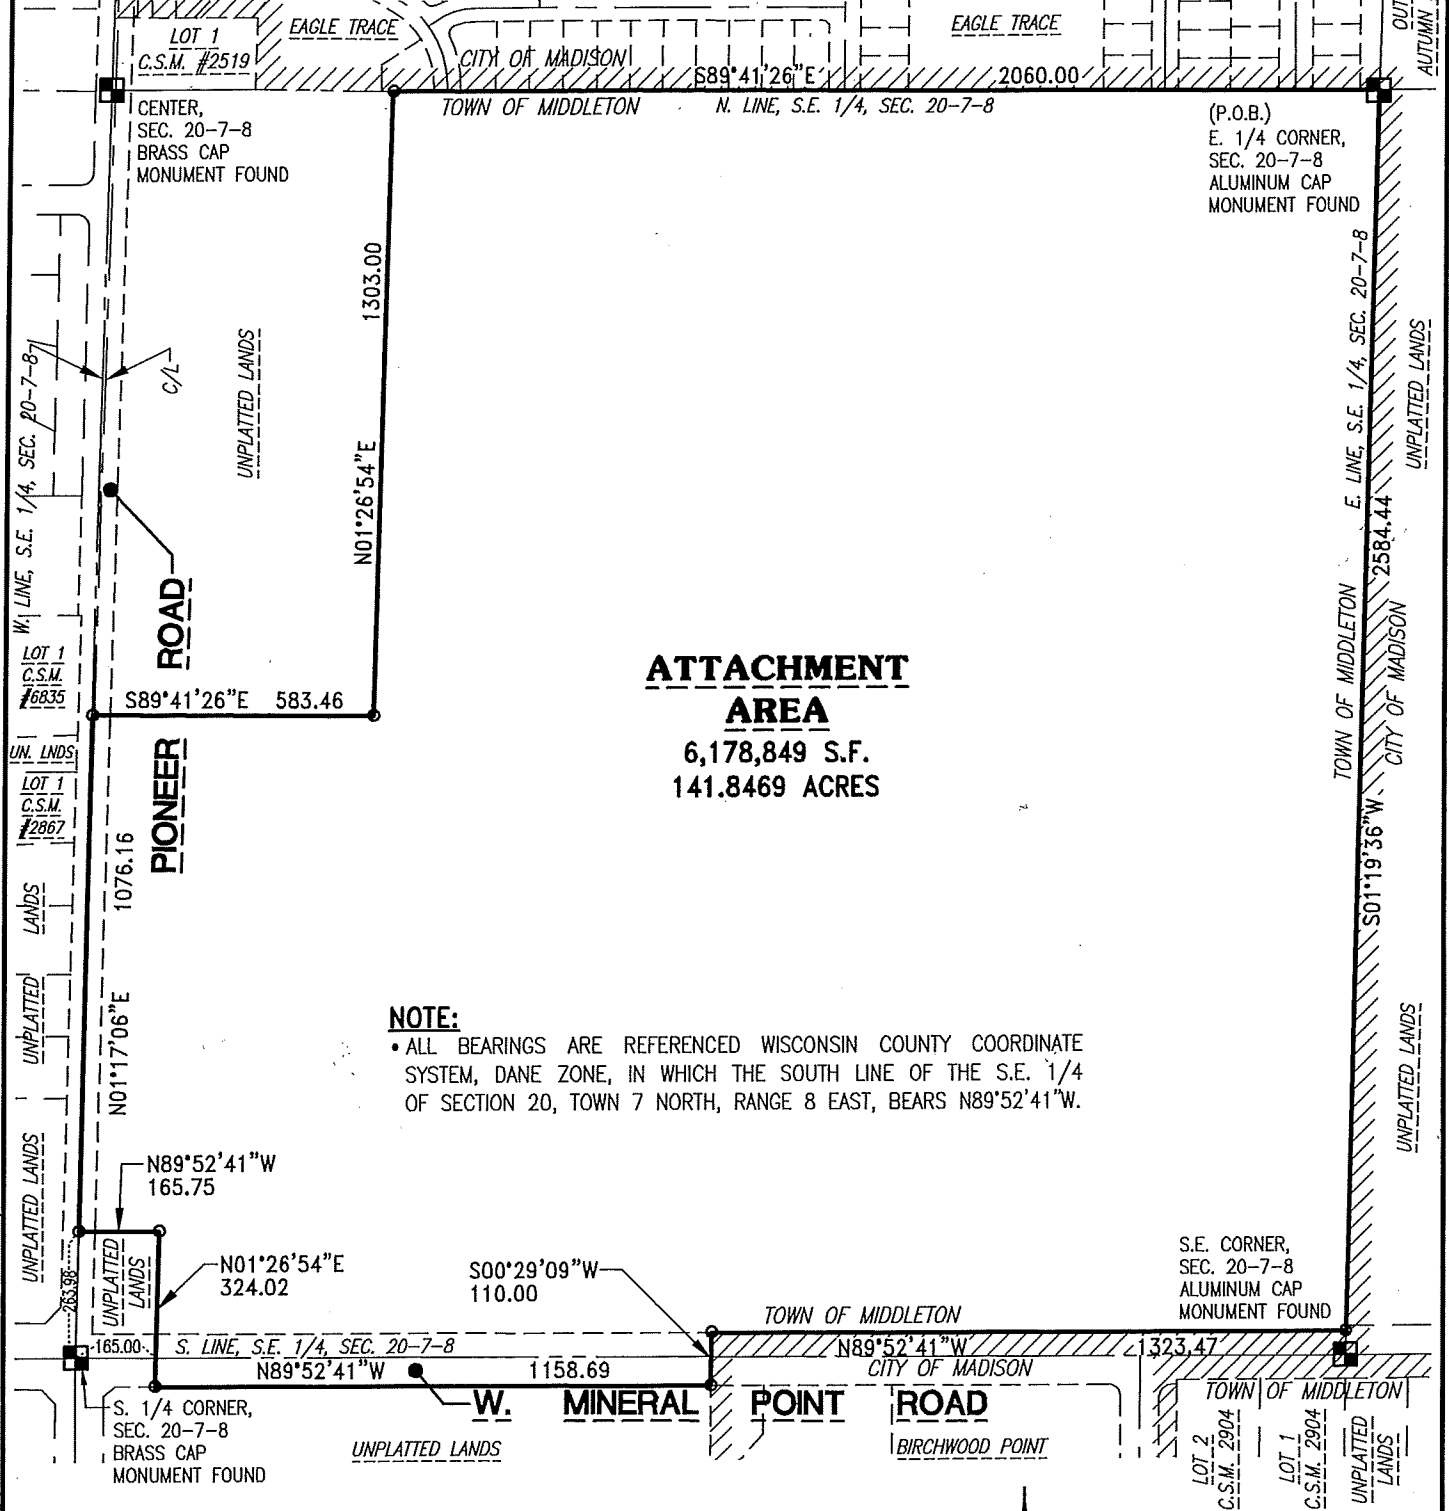 LOT 1
C.S.M. #2519
EAGLE TRACE
EAGLE TRACE
AUTUMN
CITY OF MADISON
S89°41'26"E 2060.00
TOWN OF MIDDLETON
N. LINE, S.E. 1/4, SEC. 20-7-8
CENTER,
SEC. 20-7-8
BRASS CAP
MONUMENT FOUND
(P.O.B.)
E. 1/4 CORNER,
SEC. 20-7-8
ALUMINUM CAP
MONUMENT FOUND
W. LINE, S.E. 1/4, SEC. 20-7-8
C/L
UNPLATTED LANDS
1303.00
N01°26'54"E
E. LINE, S.E. 1/4, SEC. 20-7-8
UNPLATTED LANDS
2584.44
TOWN OF MIDDLETON
CITY OF MADISON
S01°19'36"W
PIONEER ROAD
LOT 1
C.S.M.
#6835
S89°41'26"E 583.46
UN. LNDS
LOT 1
C.S.M.
#2867
ATTACHMENT
AREA
6,178,849 S.F.
141.8469 ACRES
1076.16
N01°17'06"E
LANDS
UNPLATTED
UNPLATTED LANDS
UNPLATTED LANDS
NOTE:
• ALL BEARINGS ARE REFERENCED WISCONSIN COUNTY COORDINATE
SYSTEM, DANE ZONE, IN WHICH THE SOUTH LINE OF THE S.E. 1/4
OF SECTION 20, TOWN 7 NORTH, RANGE 8 EAST, BEARS N89°52'41"W.
N89°52'41"W
165.75
UNPLATTED
LANDS
N01°26'54"E
324.02
S00°29'09"W
110.00
263.98
165.00
S.E. CORNER,
SEC. 20-7-8
ALUMINUM CAP
MONUMENT FOUND
TOWN OF MIDDLETON
S. LINE, S.E. 1/4, SEC. 20-7-8
N89°52'41"W 1323.47
N89°52'41"W 1158.69
CITY OF MADISON
W. MINERAL POINT ROAD
S. 1/4 CORNER,
SEC. 20-7-8
BRASS CAP
MONUMENT FOUND
UNPLATTED LANDS
BIRCHWOOD POINT
TOWN OF MIDDLETON
LOT 2
C.S.M. 2904
LOT 1
C.S.M. 2904
UNPLATTED
LANDS